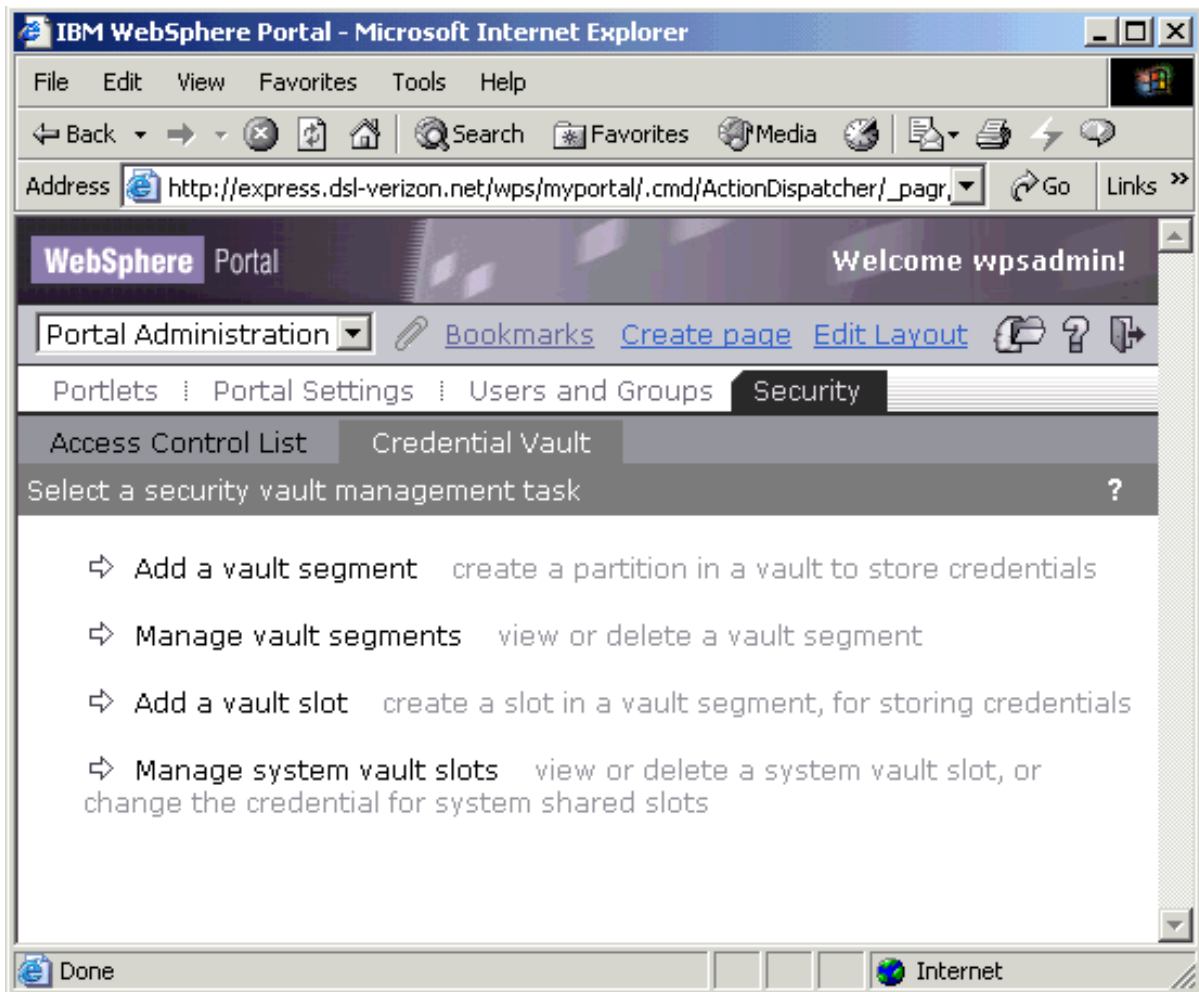 IBM WebSphere Portal - Microsoft Internet Explorer
File Edit View Favorites Tools Help
Back Search Favorites Media
Address http://express.dsl-verizon.net/wps/myportal/.cmd/ActionDispatcher/_pagr, Go Links »
WebSphere Portal Welcome wpsadmin!
Portal Administration Bookmarks Create page Edit Layout ?
Portlets Portal Settings Users and Groups Security
Access Control List Credential Vault
Select a security vault management task ?
Add a vault segment create a partition in a vault to store credentials
Manage vault segments view or delete a vault segment
Add a vault slot create a slot in a vault segment, for storing credentials
Manage system vault slots view or delete a system vault slot, or
change the credential for system shared slots
Done Internet